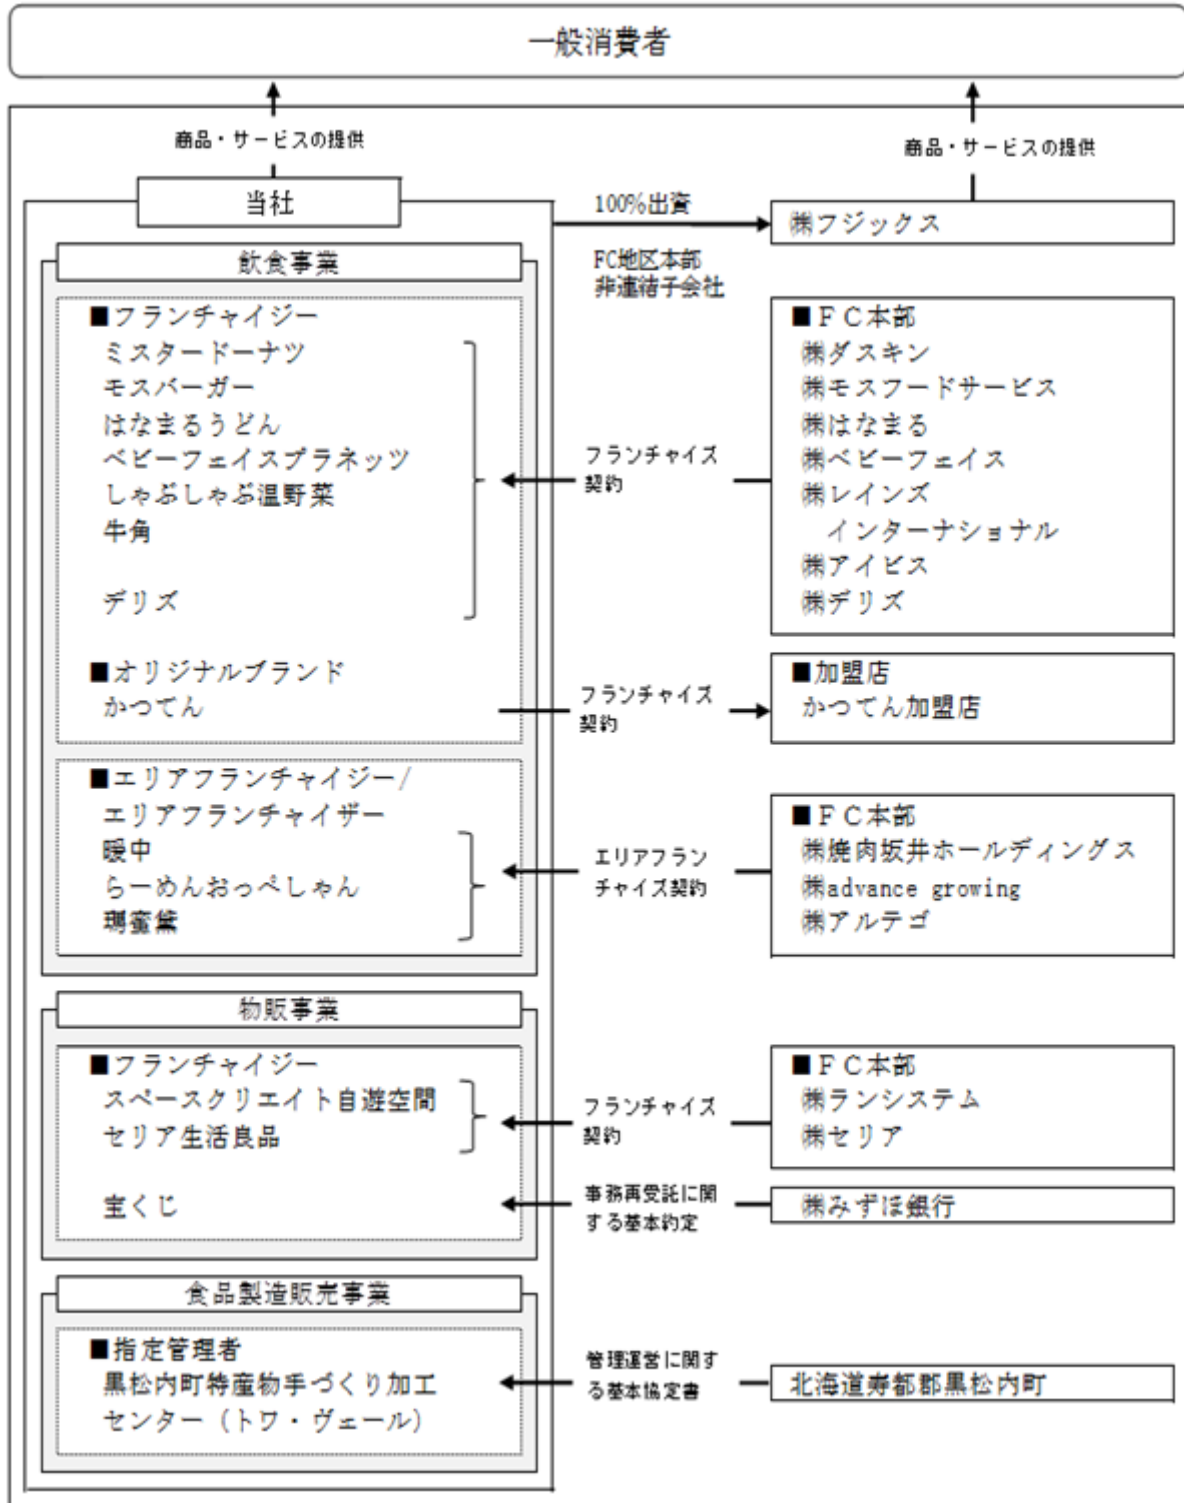 一般消費者
商品・サービスの提供
商品・サービスの提供
当社
100%出資
㈱フジックス
FC地区本部
非連結子会社
飲食事業
■フランチャイジー
ミスタードーナツ
モスバーガー
はなまるうどん
ベビーフェイスプラネッツ
しゃぶしゃぶ温野菜
牛角
デリズ
フランチャイズ
契約
■ＦＣ本部
㈱ダスキン
㈱モスフードサービス
㈱はなまる
㈱ベビーフェイス
㈱レインズ
インターナショナル
㈱アイビス
㈱デリズ
■オリジナルブランド
かつてん
フランチャイズ
契約
■加盟店
かつてん加盟店
■エリアフランチャイジー/
エリアフランチャイザー
暖中
らーめんおっぺしゃん
瑪蜜黛
エリアフラン
チャイズ契約
■ＦＣ本部
㈱焼肉坂井ホールディングス
㈱advance growing
㈱アルテゴ
物販事業
■フランチャイジー
スペースクリエイト自遊空間
セリア生活良品
フランチャイズ
契約
■ＦＣ本部
㈱ランシステム
㈱セリア
宝くじ
事務再受託に関
する基本約定
㈱みずほ銀行
食品製造販売事業
■指定管理者
黒松内町特産物手づくり加工
センター（トワ・ヴェール）
管理運営に関す
る基本協定書
北海道寿都郡黒松内町